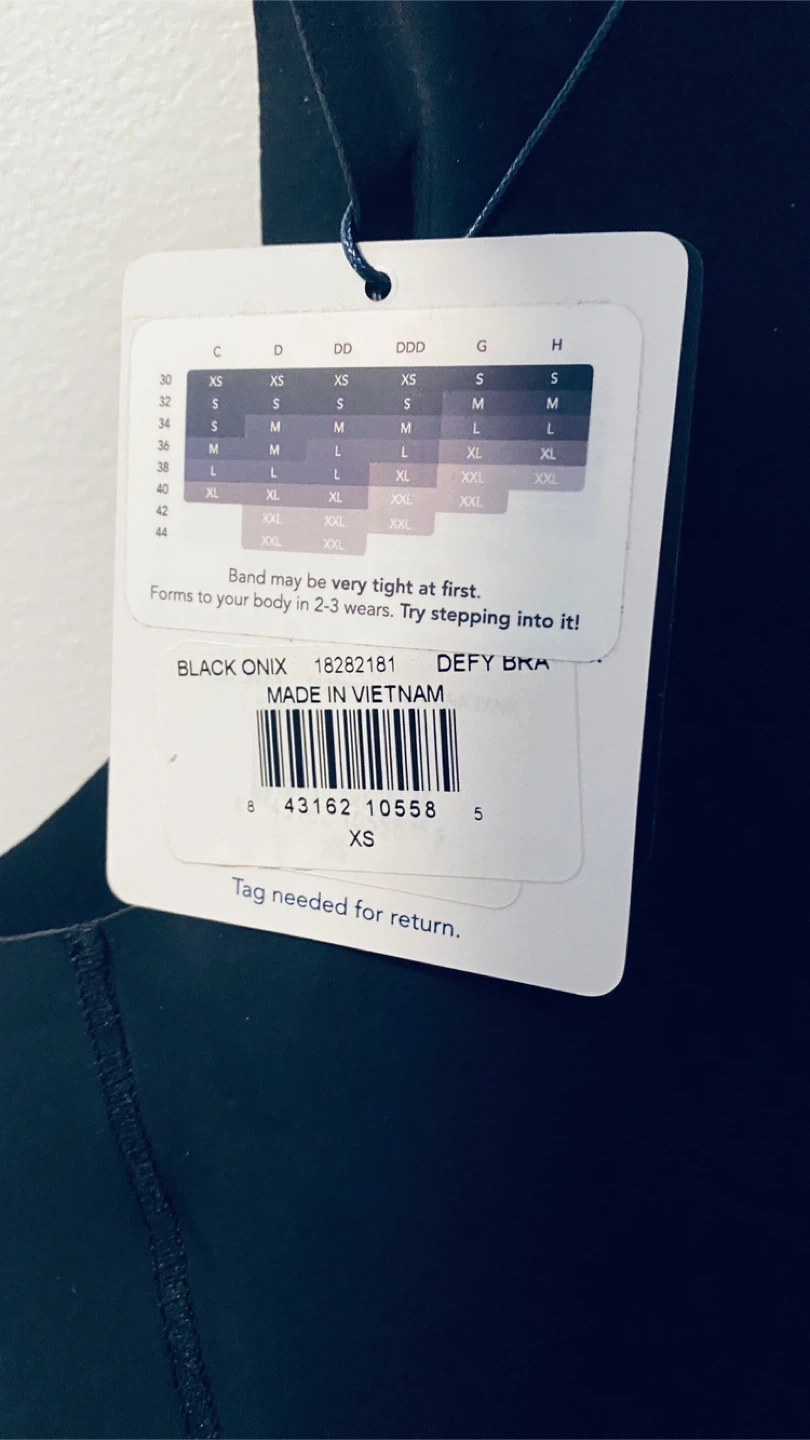 C D DD DDD G H
30 XS XS XS XS S S
32 S S S S M M
34 S M M M L L
36 M M L L XL XL
38 L L L XL XXL XXL
40 XL XL XL XXL XXL
42 XXL XXL XXL
44 XXL XXL
Band may be very tight at first.
Forms to your body in 2-3 wears. Try stepping into it!
BLACK ONIX 18282181 DEFY BRA
MADE IN VIETNAM
8 43162 10558 5
XS
Tag needed for return.